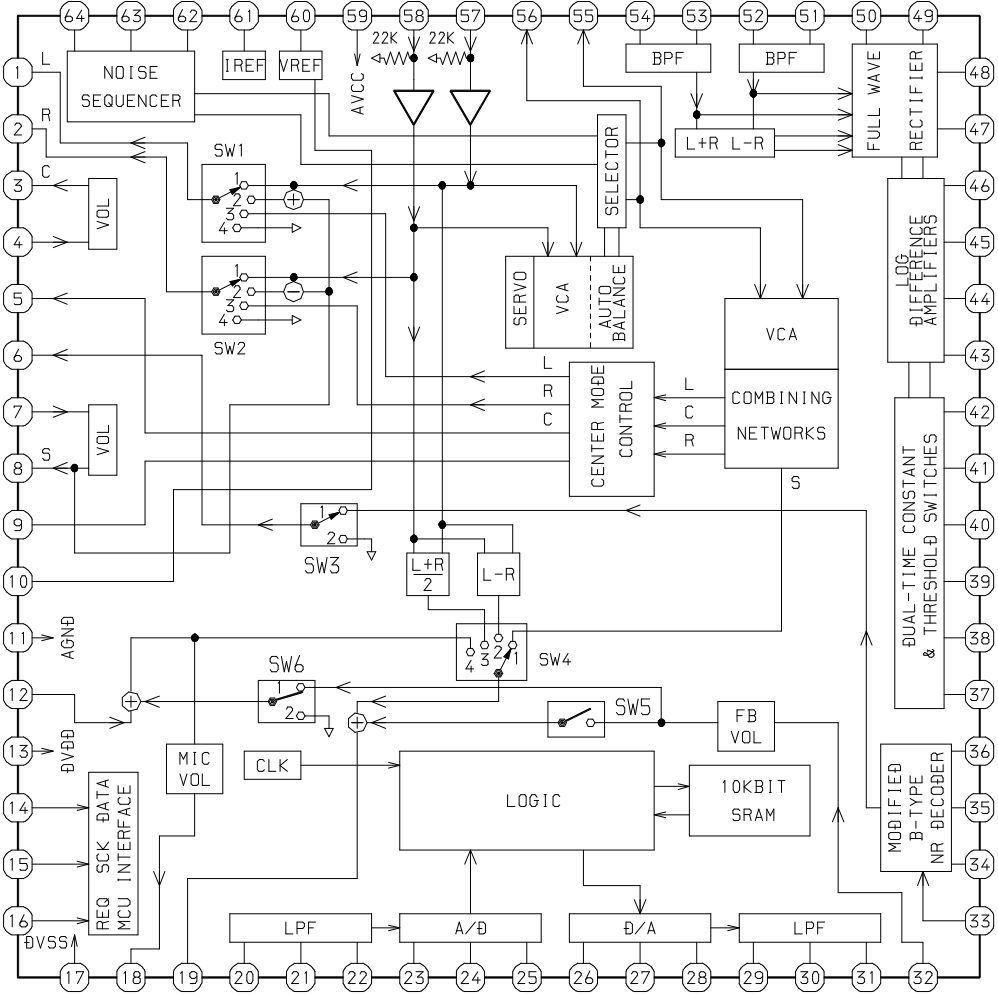 64 63 62 61 60 59 58 57 56 55 54 53 52 51 50 49
1 L
2 R
3 C
4
5
6
7
8 S
9
10
11 AGND
12
13 DVDD
14
15
16 DVSS
NOISE
SEQUENCER
IREF
VREF
AVCC
22K
22K
BPF
BPF
L+R L-R
FULL WAVE
RECTIFIER
48
47
46
45
44
43
42
41
40
39
38
37
36
35
34
33
VOL
SW1
1
2
3
4
+
SW2
1
2
3
4
−
SELECTOR
SERVO
VCA
AUTO
BALANCE
LOG
DIFFERENCE
AMPLIFIERS
VCA
COMBINING
NETWORKS
L
R
C
CENTER MODE
CONTROL
L
C
R
S
VOL
DUAL-TIME CONSTANT
& THRESHOLD SWITCHES
1
2
SW3
L+R
2
L-R
4 3 2 1
SW4
SW6
1
2
+
+
SW5
FB
VOL
MIC
VOL
CLK
LOGIC
10KBIT
SRAM
MODIFIED
B-TYPE
NR DECODER
REQ SCK DATA
MCU INTERFACE
LPF
A/D
D/A
LPF
17 18 19 20 21 22 23 24 25 26 27 28 29 30 31 32